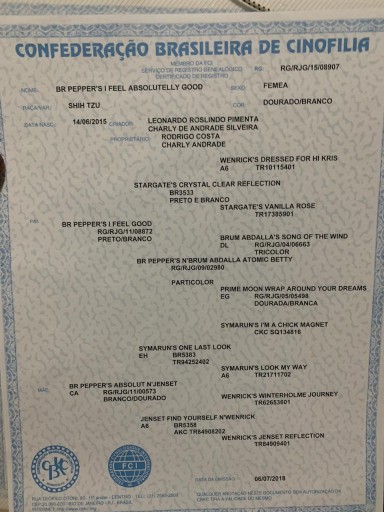 CONFEDERAÇÃO BRASILEIRA DE CINOFILIA
MEMBRO DA FCI
SERVIÇO DE REGISTRO GENEALÓGICO
CERTIFICADO DE REGISTRO
RG: RG/RJG/15/08907
NOME: BR PEPPER'S I FEEL ABSOLUTELLY GOOD SEXO: FEMEA
RAÇA/VAR: SHIH TZU COR: DOURADO/BRANCO
DATA NASC: 14/06/2015 CRIADOR: LEONARDO ROSLINDO PIMENTA
CHARLY DE ANDRADE SILVEIRA
PROPRIETÁRIO: RODRIGO COSTA
CHARLY ANDRADE
WENRICK'S DRESSED FOR HI KRIS
A6 TR10115401
STARGATE'S CRYSTAL CLEAR REFLECTION
BR3533
PRETO E BRANCO
STARGATE'S VANILLA ROSE
TR17385901
PAI: BR PEPPER'S I FEEL GOOD
RG/RJG/11/08872
PRETO/BRANCO
BRUM ABDALLA'S SONG OF THE WIND
DL RG/RJG/04/06663
TRICOLOR
BR PEPPER'S N'BRUM ABDALLA ATOMIC BETTY
RG/RJG/09/02980
PARTICOLOR
PRIME MOON WRAP AROUND YOUR DREAMS
EG RG/RJG/05/05498
DOURADA/BRANCA
SYMARUN'S I'M A CHICK MAGNET
CKC SQ134816
SYMARUN'S ONE LAST LOOK
EH BR5383
TR94252402
SYMARUN'S LOOK MY WAY
A6 TR21711702
MÃE: BR PEPPER'S ABSOLUT N'JENSET
CA RG/RJG/11/00573
BRANCO/DOURADO
WENRICK'S WINTERHOLME JOURNEY
TR62653601
JENSET FIND YOURSELF N'WENRICK
A8 BR5358
AKC TR84908202
WENRICK'S JENSET REFLECTION
TR84909401
CBKC
FCI
DATA DA EMISSÃO 06/07/2018